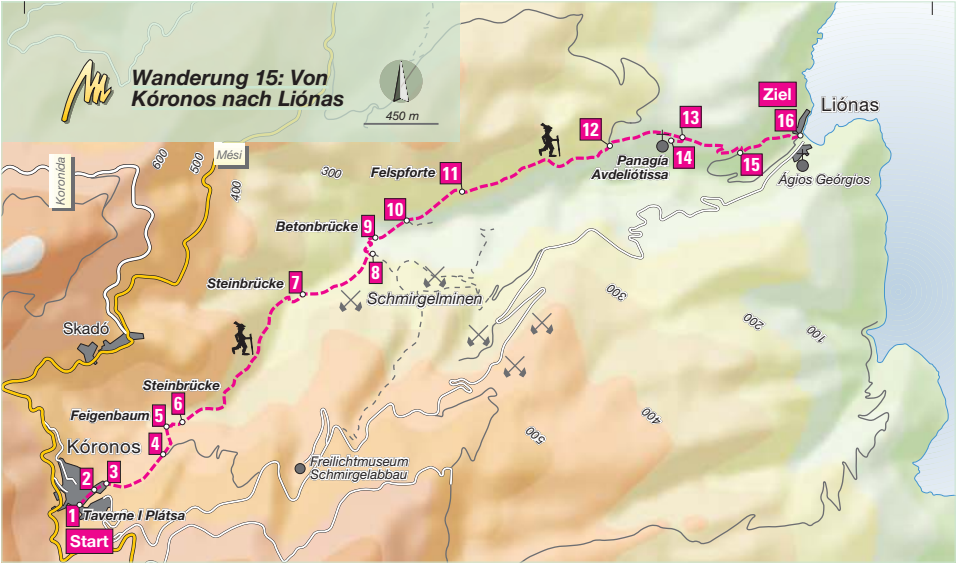 Wanderung 15: Von
Kóronos nach Liónas
450 m
Koronída
600
500
Mési
400
300
Felspforte
11
12
Panagía
Avdeliótissa
13
14
15
Ziel
16
Liónas
Ágios Geórgios
Betonbrücke
9
10
8
Steinbrücke
7
Schmirgelminen
300
200
100
400
500
Skadó
Steinbrücke
6
Feigenbaum
5
4
Kóronos
3
2
1
Taverne I Plátsa
Start
Freilichtmuseum
Schmirgelabbau